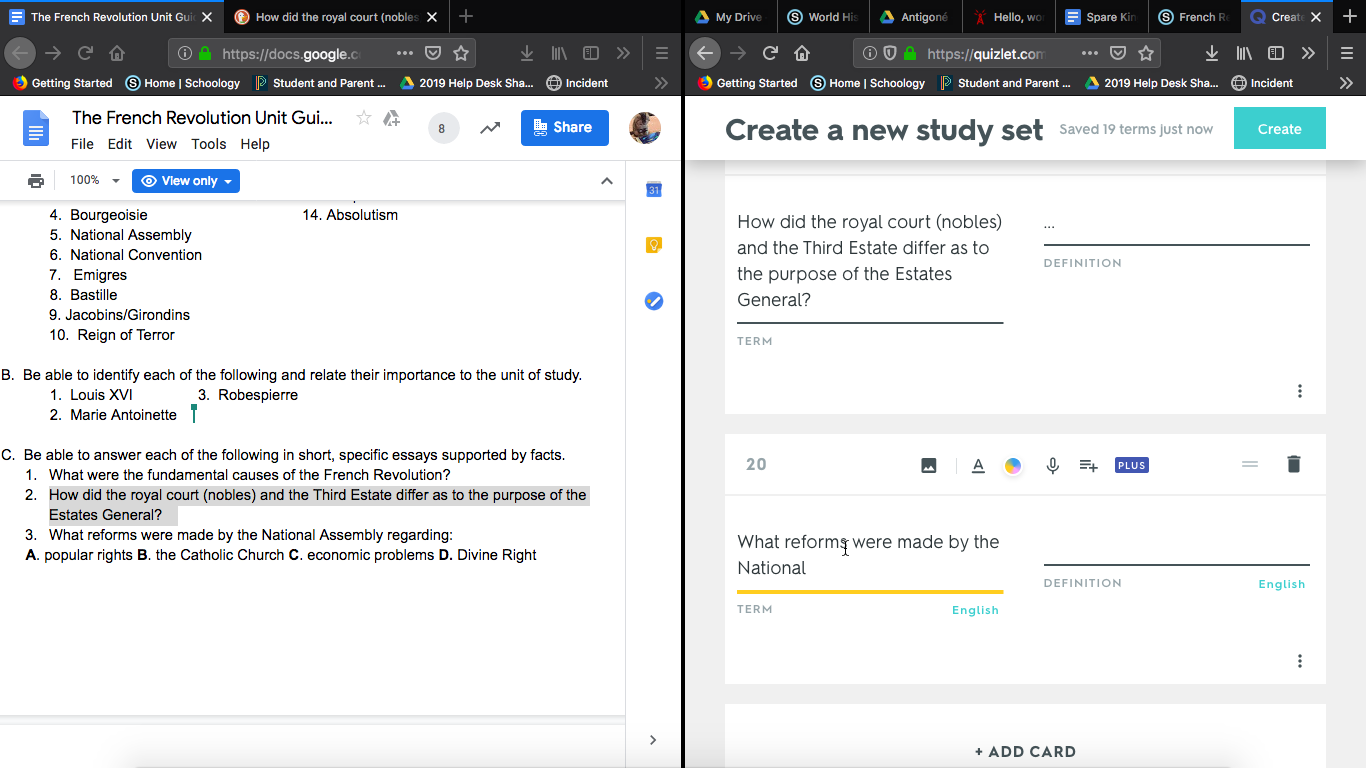 The French Revolution Unit Gui
How did the royal court (nobles
https://docs.google.c
Getting Started
Home | Schoology
Student and Parent ...
2019 Help Desk Sha...
Incident
The French Revolution Unit Gui...
8
Share
File Edit View Tools Help
100%
View only
31
4. Bourgeoisie
14. Absolutism
5. National Assembly
6. National Convention
7. Emigres
8. Bastille
9. Jacobins/Girondins
10. Reign of Terror
B. Be able to identify each of the following and relate their importance to the unit of study.
1. Louis XVI
3. Robespierre
2. Marie Antoinette
C. Be able to answer each of the following in short, specific essays supported by facts.
1. What were the fundamental causes of the French Revolution?
2. How did the royal court (nobles) and the Third Estate differ as to the purpose of the
Estates General?
3. What reforms were made by the National Assembly regarding:
A. popular rights B. the Catholic Church C. economic problems D. Divine Right
My Drive
World His
Antigoné
Hello, wo
Spare Kin
French Re
Create
https://quizlet.com
Getting Started
Home | Schoology
Student and Parent ...
2019 Help Desk Sha...
Incident
Create a new study set
Saved 19 terms just now
Create
How did the royal court (nobles)
and the Third Estate differ as to
the purpose of the Estates
General?
TERM
...
DEFINITION
20
PLUS
What reforms were made by the
National
TERM
English
DEFINITION
English
+ ADD CARD